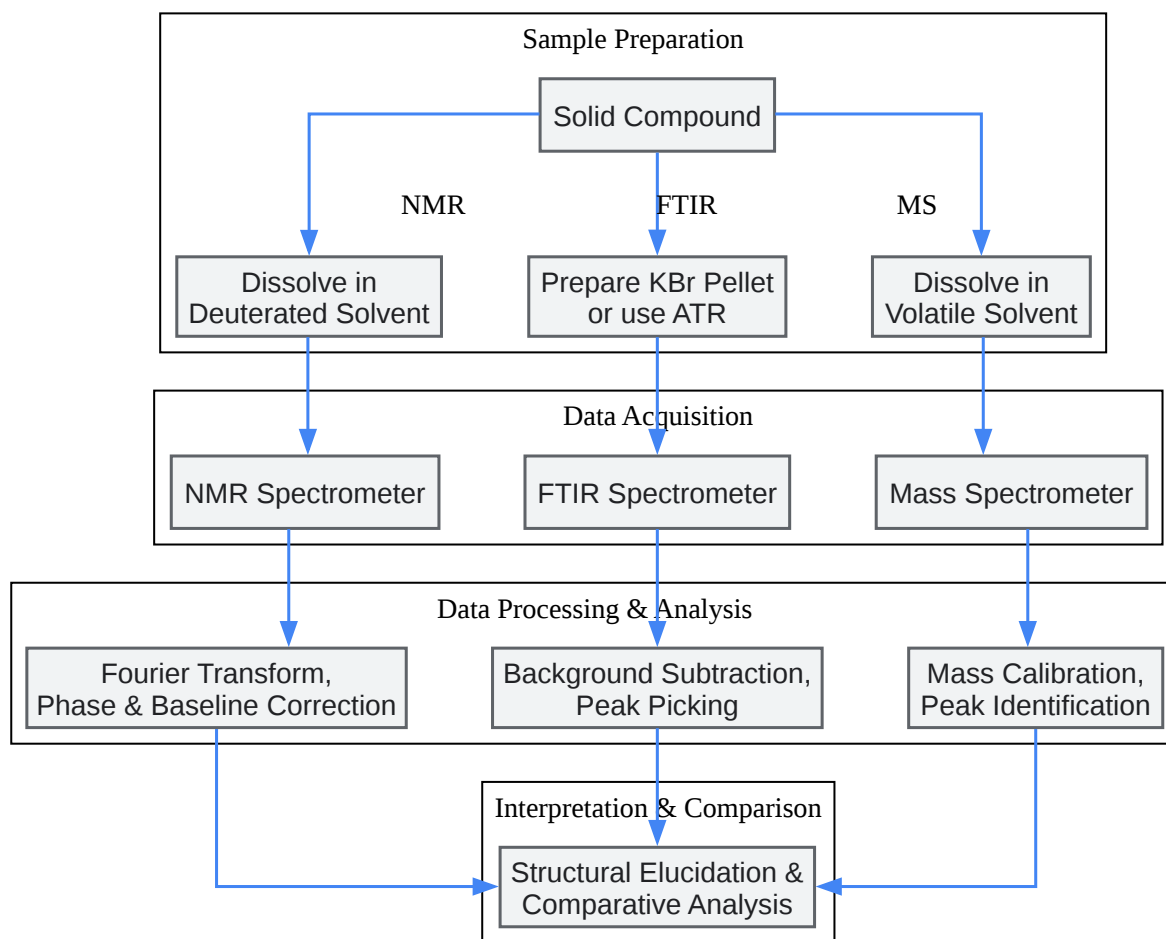 Sample Preparation
Solid Compound
NMR
FTIR
MS
Dissolve in
Deuterated Solvent
Prepare KBr Pellet
or use ATR
Dissolve in
Volatile Solvent
Data Acquisition
NMR Spectrometer
FTIR Spectrometer
Mass Spectrometer
Data Processing & Analysis
Fourier Transform,
Phase & Baseline Correction
Background Subtraction,
Peak Picking
Mass Calibration,
Peak Identification
Interpretation & Comparison
Structural Elucidation &
Comparative Analysis